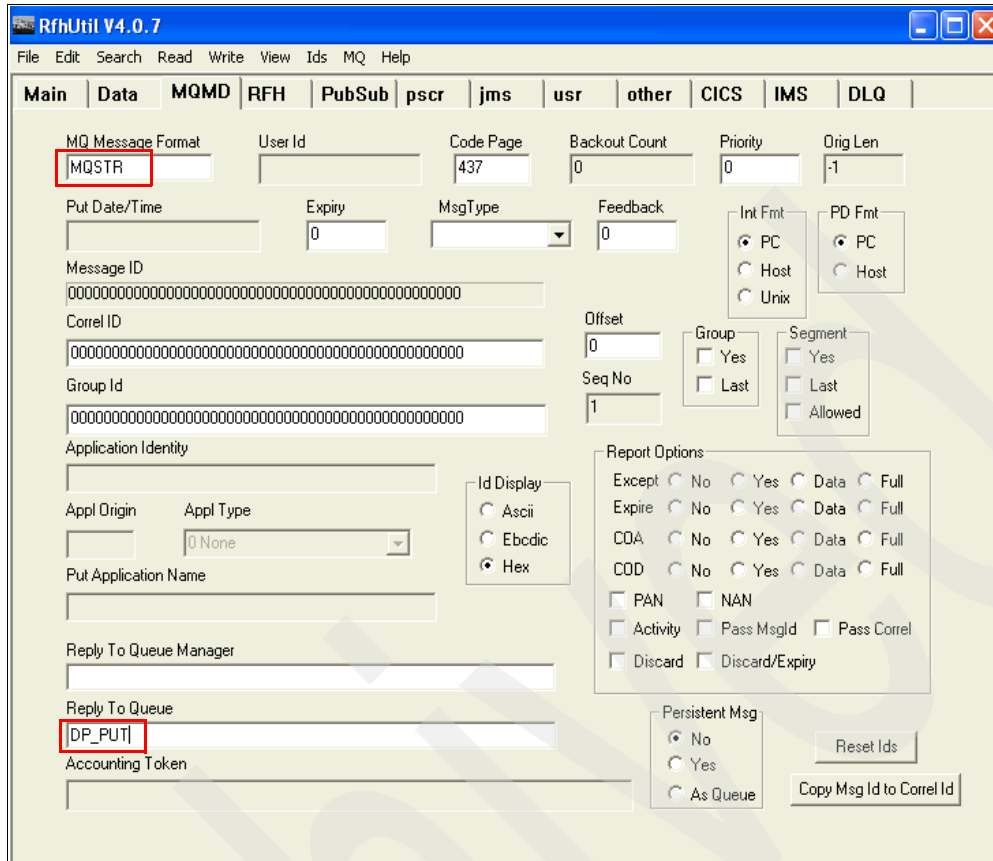 RfhUtil V4.0.7
File Edit Search Read Write View Ids MQ Help
Main Data MQMD RFH PubSub pscr jms usr other CICS IMS DLQ
MQ Message Format User Id Code Page Backout Count Priority Orig Len
MQSTR 437 0 0 -1
Put Date/Time Expiry MsgType Feedback Int Fmt PD Fmt
0 0 PC PC
Message ID Host Host
000000000000000000000000000000000000000000000000 Unix
Correl ID Offset Group Segment
000000000000000000000000000000000000000000000000 0 Yes Yes
Group Id Seq No Last Last
000000000000000000000000000000000000000000000000 1 Allowed
Application Identity Report Options
Id Display Except No Yes Data Full
Appl Origin Appl Type Ascii Expire No Yes Data Full
0 None Ebcdic COA No Yes Data Full
Put Application Name Hex COD No Yes Data Full
PAN NAN
Activity Pass MsgId Pass Correl
Reply To Queue Manager Discard Discard/Expiry
Reply To Queue Persistent Msg
DP_PUT No Reset Ids
Accounting Token Yes
As Queue Copy Msg Id to Correl Id